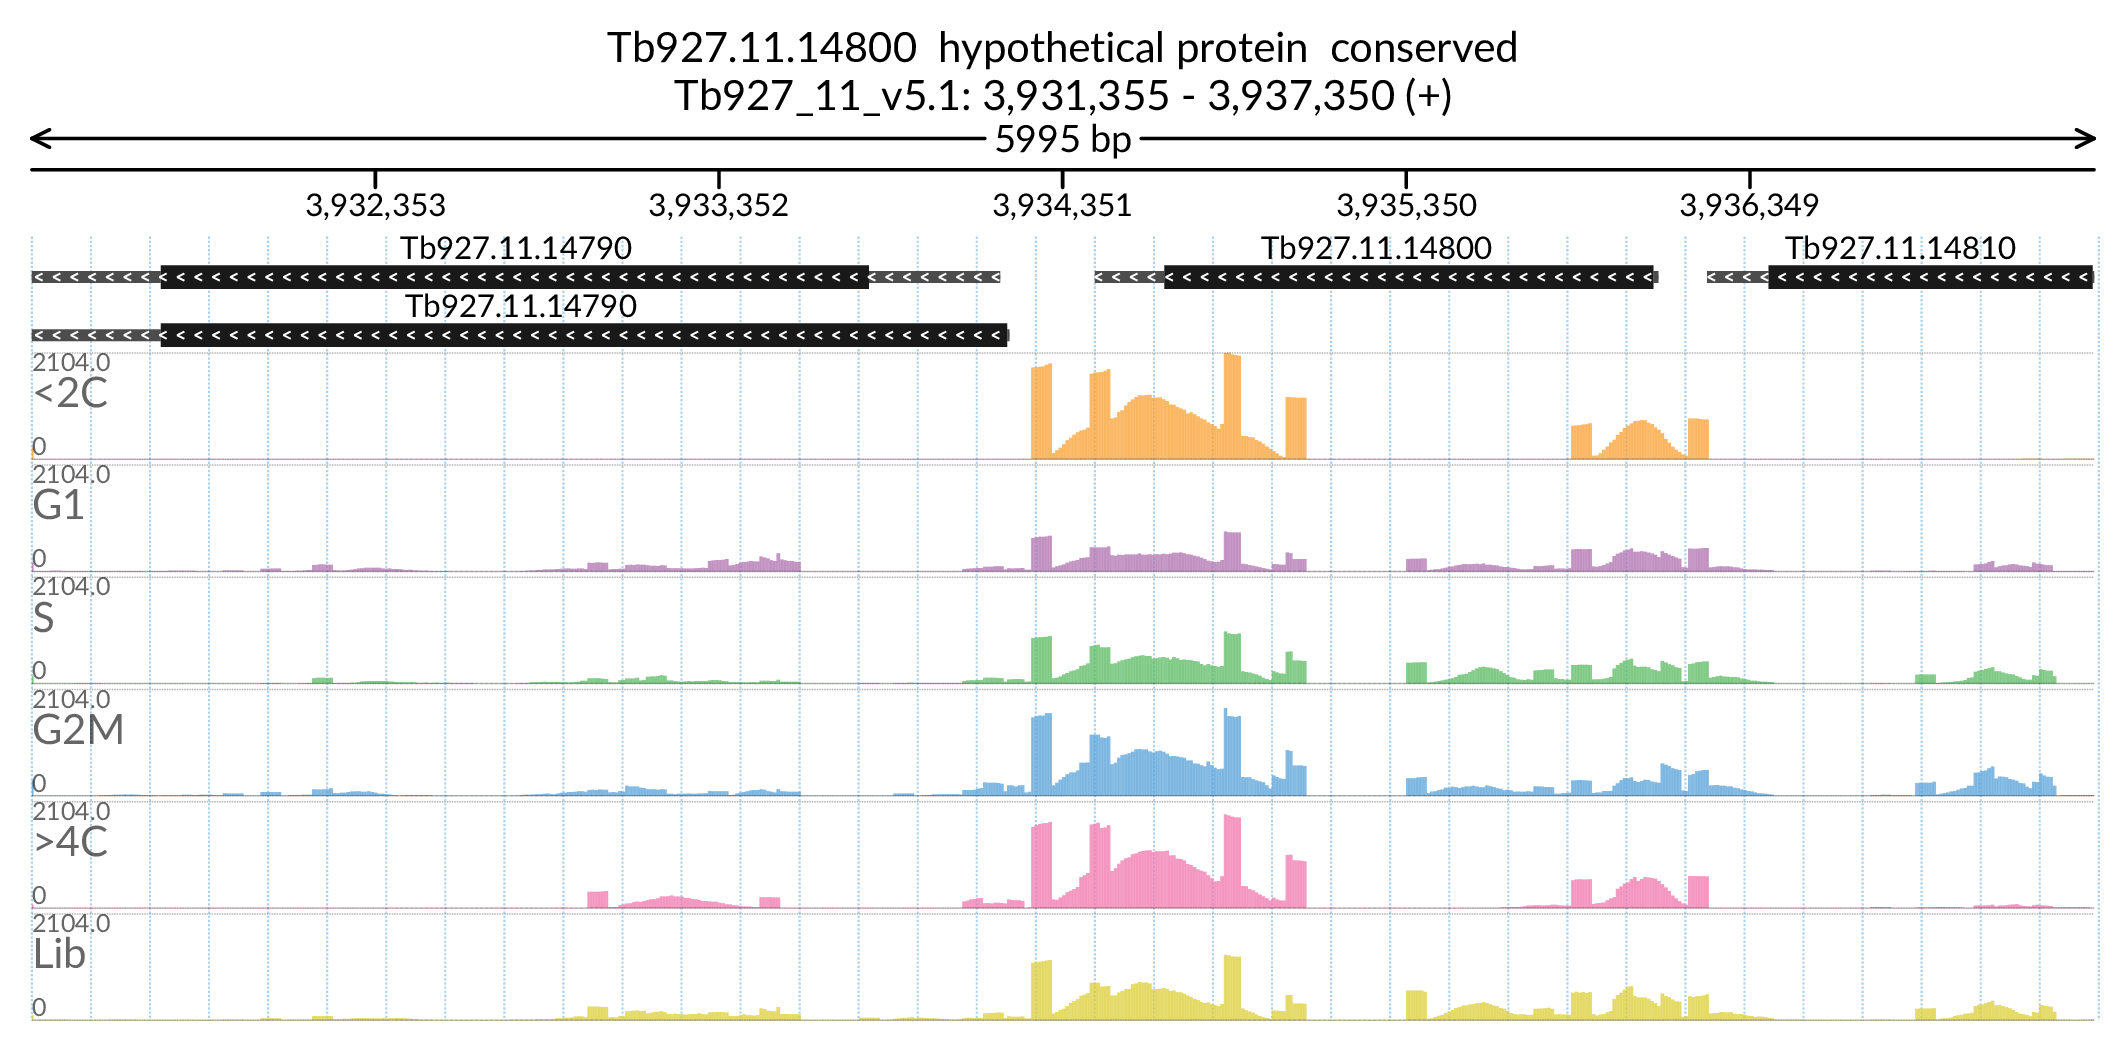 Tb927.11.14800  hypothetical protein  conserved
Tb927_11_v5.1: 3,931,355 - 3,937,350 (+)
5995 bp
3,932,353 3,933,352 3,934,351 3,935,350 3,936,349
Tb927.11.14790 Tb927.11.14800 Tb927.11.14810
Tb927.11.14790
2104.0
<2C
0
2104.0
G1
0
2104.0
S
0
2104.0
G2M
0
2104.0
>4C
0
2104.0
Lib
0